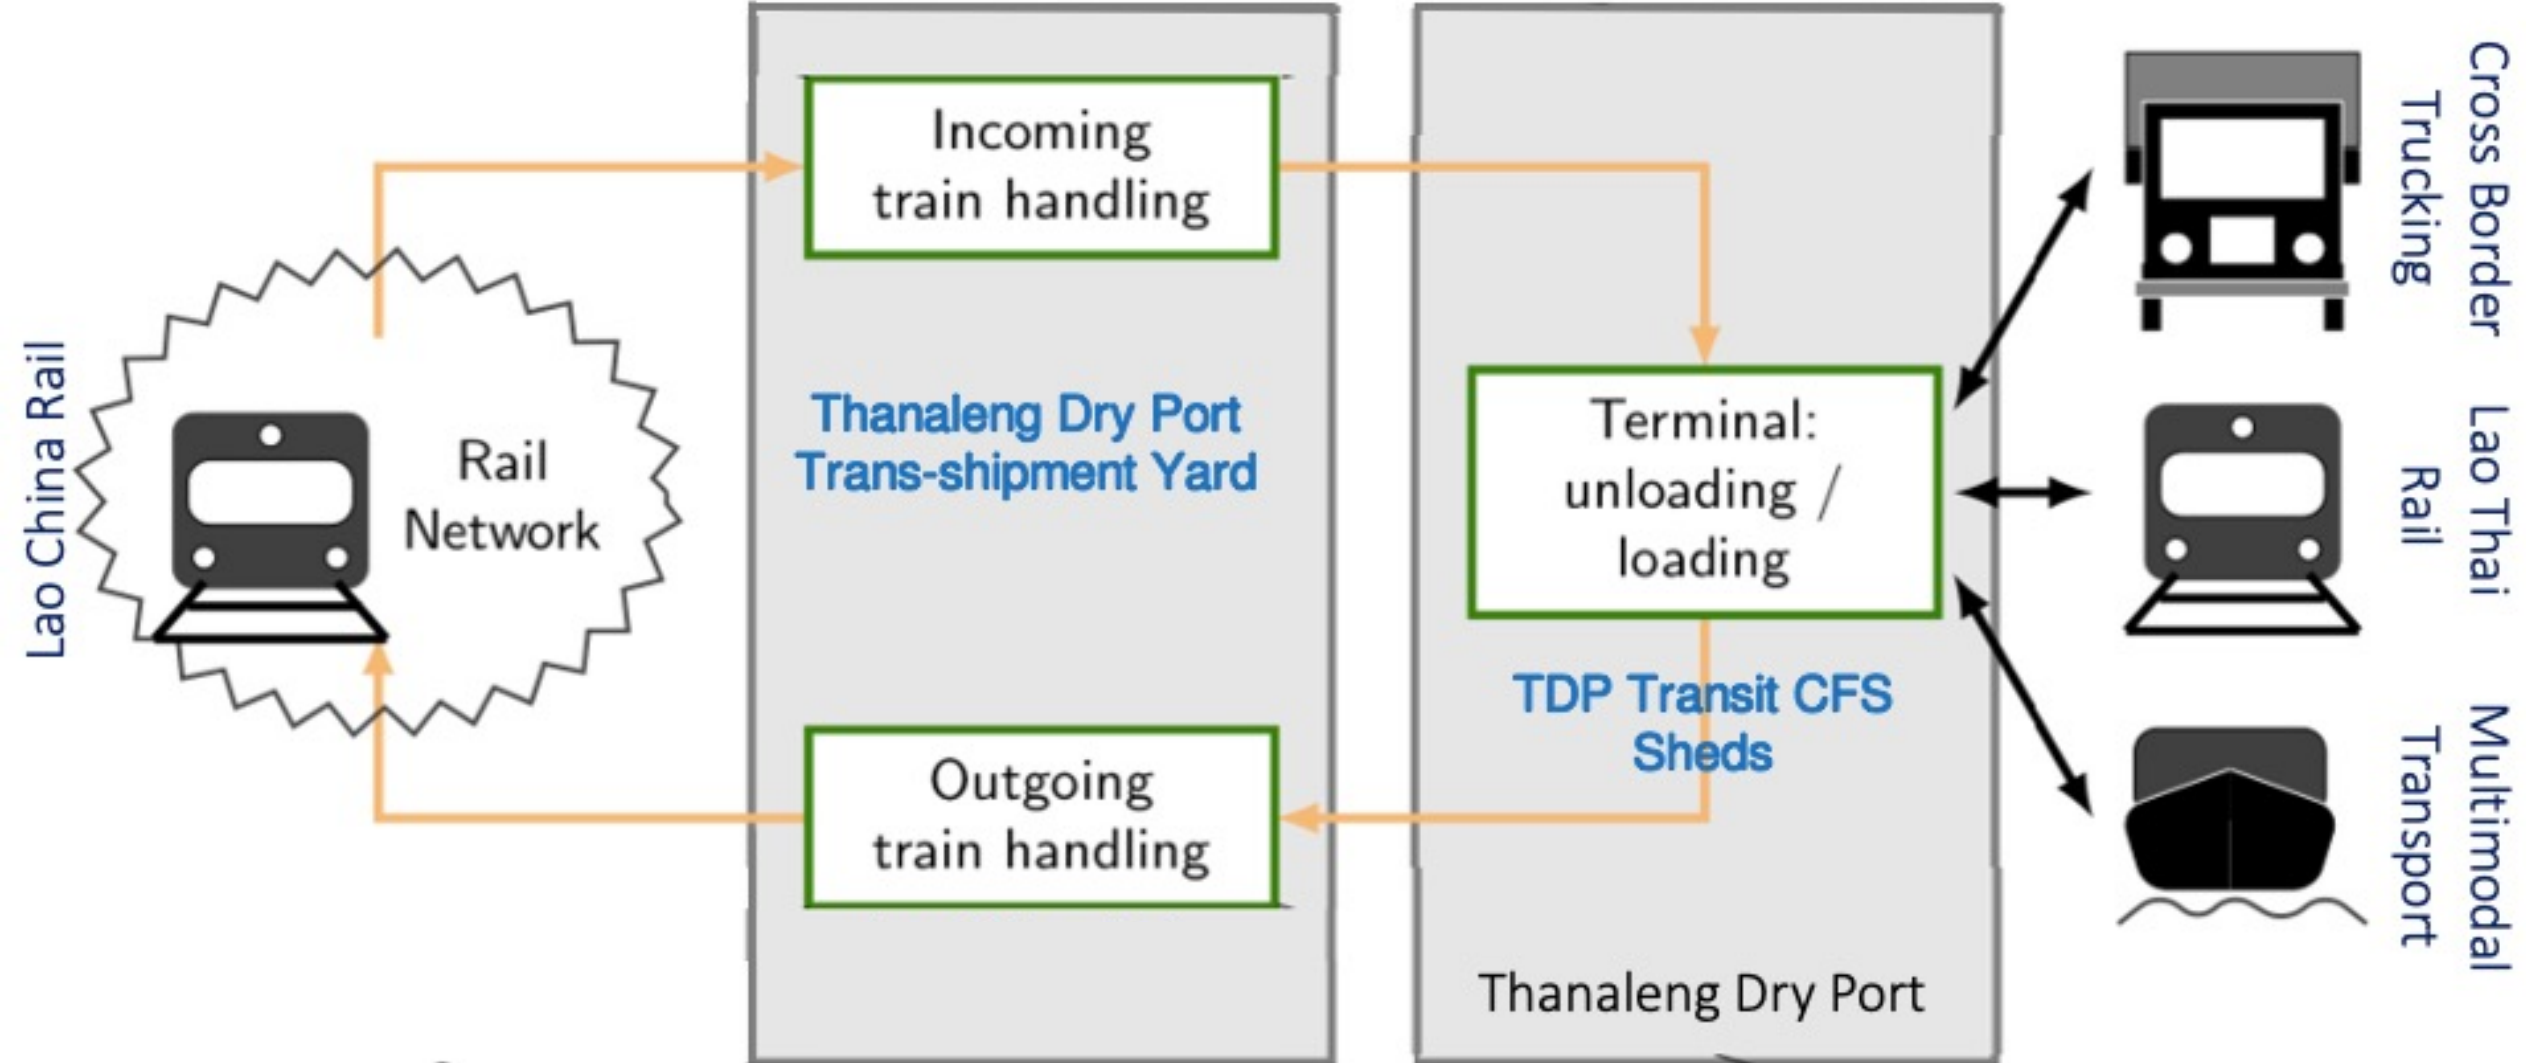 Lao China Rail
Rail
Network
Incoming
train handling
Thanaleng Dry Port
Trans-shipment Yard
Outgoing
train handling
Terminal:
unloading /
loading
TDP Transit CFS
Sheds
Thanaleng Dry Port
Cross Border
Trucking
Lao Thai
Rail
Multimodal
Transport